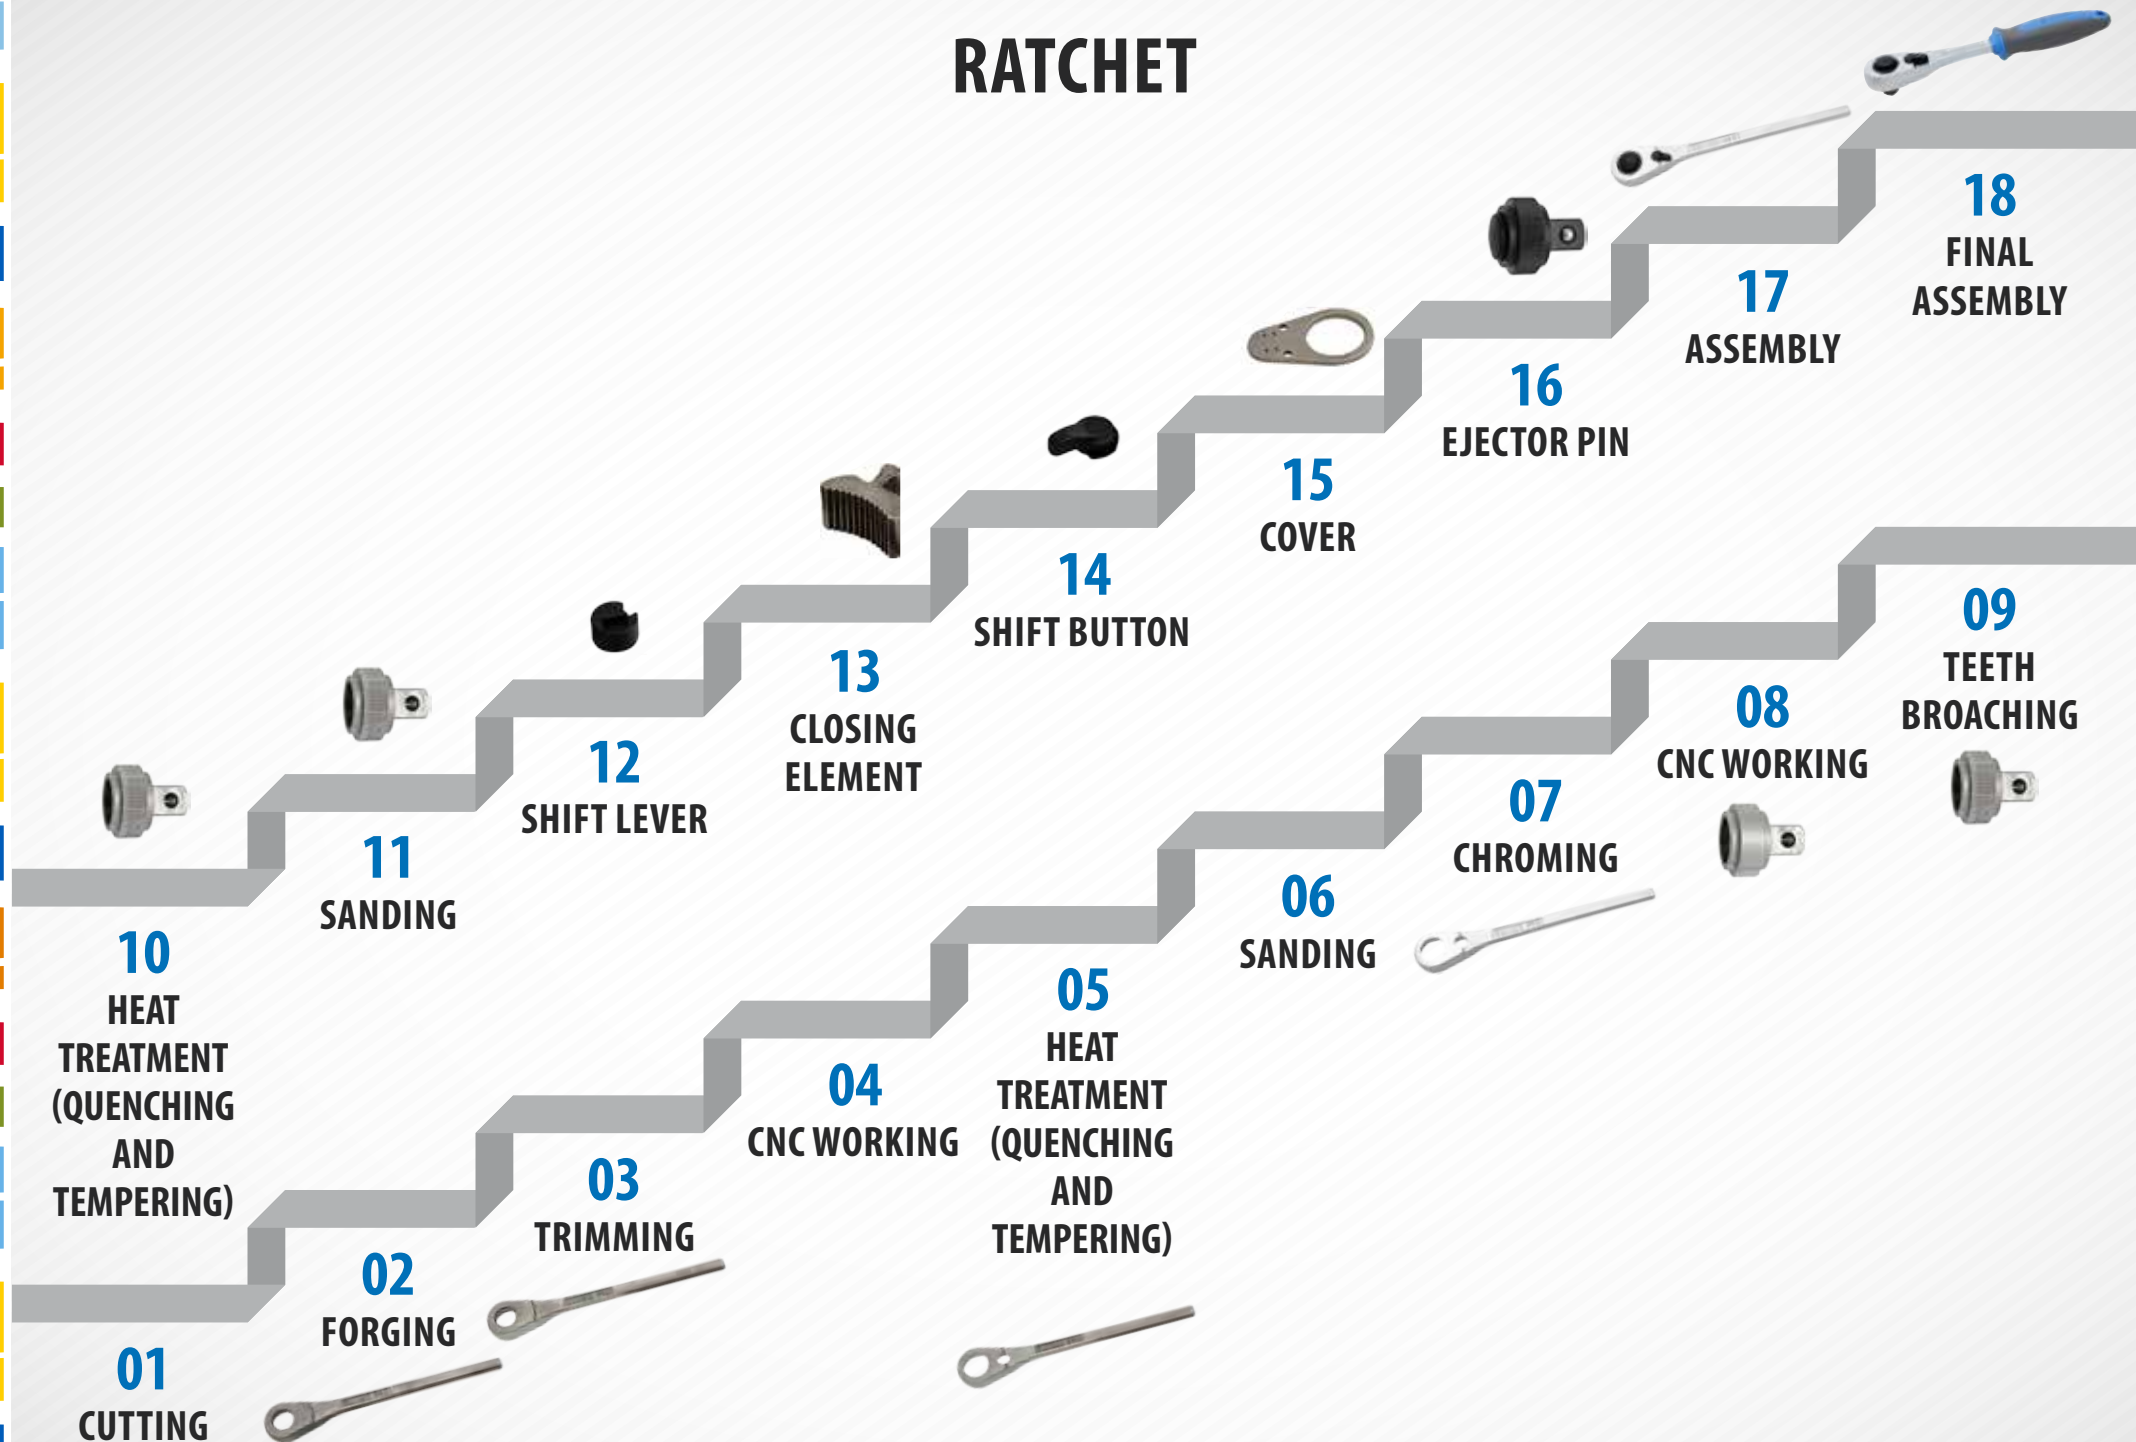 RATCHET
01
CUTTING
02
FORGING
03
TRIMMING
04
CNC WORKING
05
HEAT
TREATMENT
(QUENCHING
AND
TEMPERING)
06
SANDING
07
CHROMING
08
CNC WORKING
09
TEETH
BROACHING
10
HEAT
TREATMENT
(QUENCHING
AND
TEMPERING)
11
SANDING
12
SHIFT LEVER
13
CLOSING
ELEMENT
14
SHIFT BUTTON
15
COVER
16
EJECTOR PIN
17
ASSEMBLY
18
FINAL
ASSEMBLY